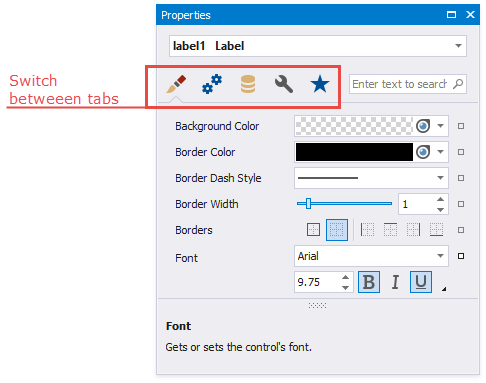 Properties
label1 Label
Switch
betweeen tabs
Enter text to search
Background Color
Border Color
Border Dash Style
Border Width
1
Borders
Font
Arial
9.75
B I U
Font
Gets or sets the control's font.